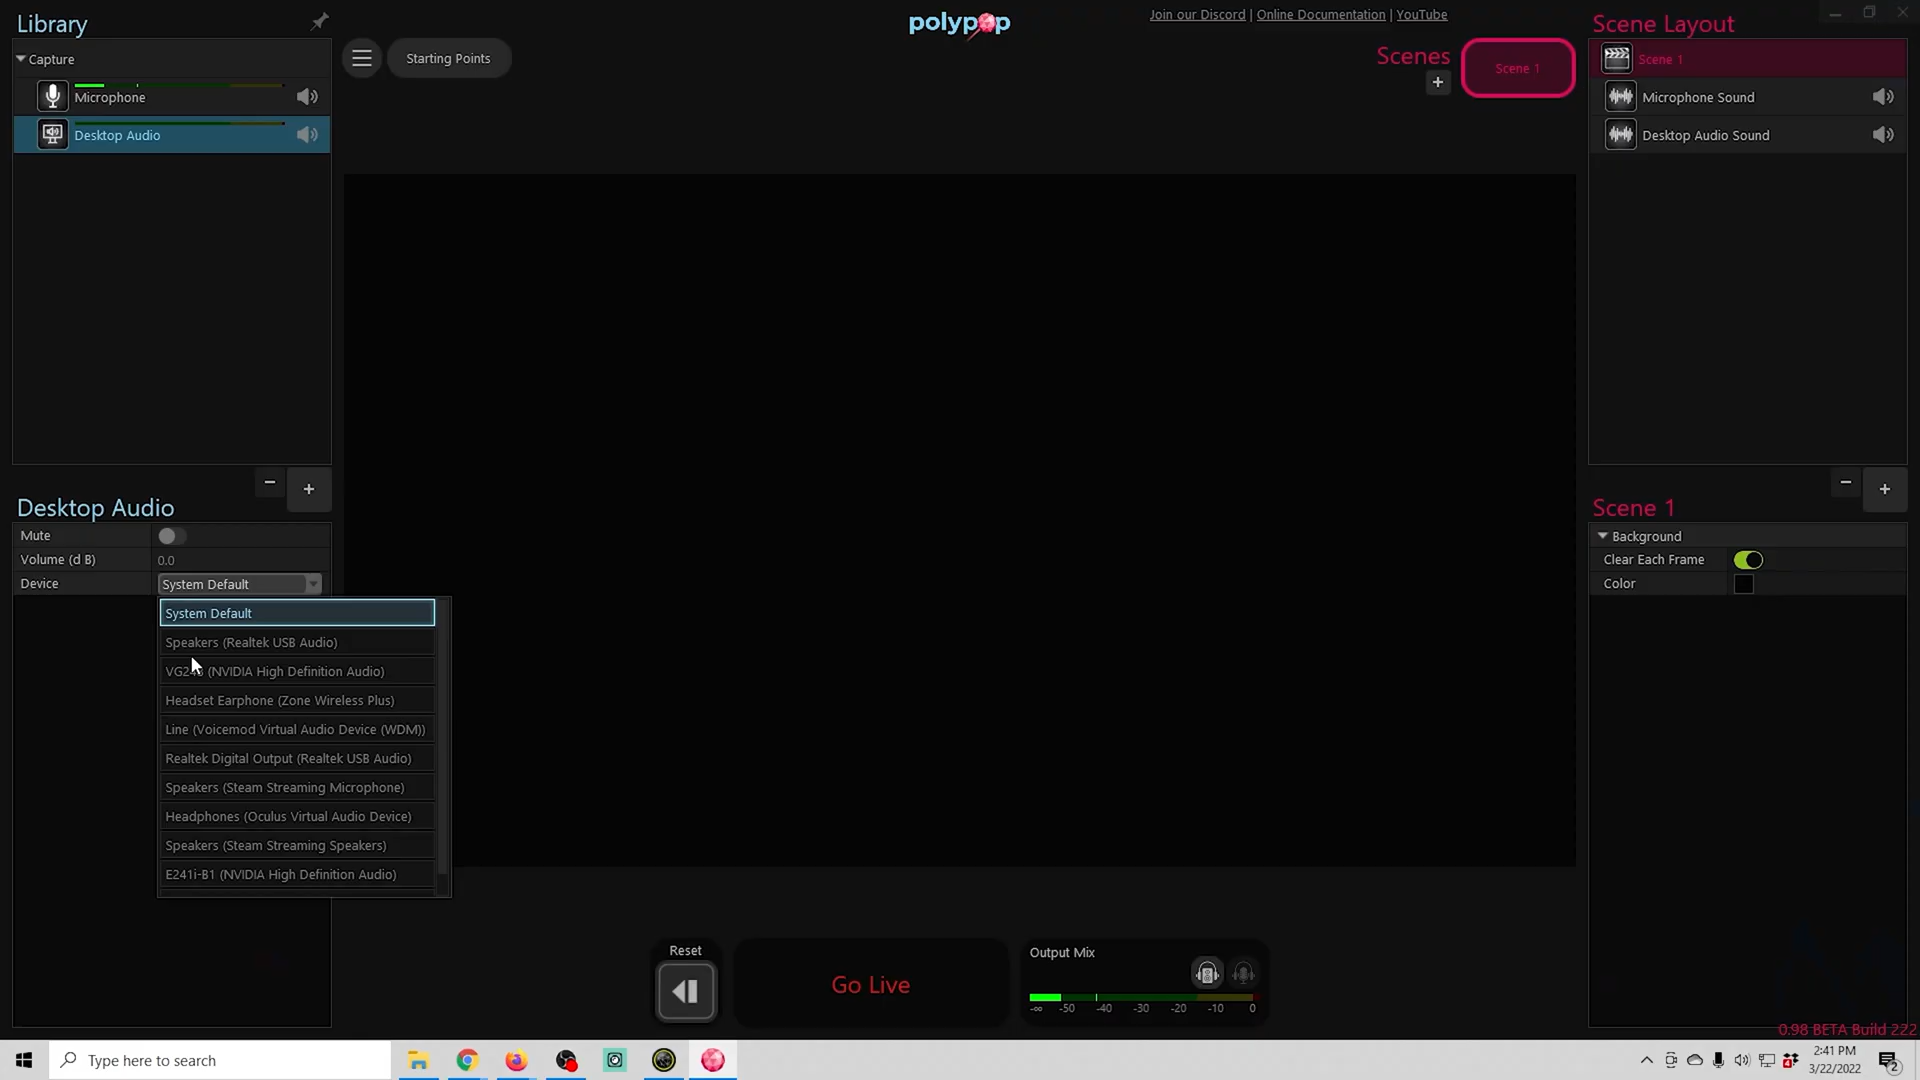 Library
polypop
Join our Discord | Online Documentation | YouTube
Scene Layout
Capture
Starting Points
Scenes
+
Scene 1
Scene 1
Microphone
Microphone Sound
Desktop Audio
Desktop Audio Sound
- +
- +
Desktop Audio
Scene 1
Mute
Background
Volume (d B) 0.0
Clear Each Frame
Device System Default
Color
System Default
Speakers (Realtek USB Audio)
(NVIDIA High Definition Audio)
Headset Earphone (Zone Wireless Plus)
Line (Voicemod Virtual Audio Device (WDM))
Realtek Digital Output (Realtek USB Audio)
Speakers (Steam Streaming Microphone)
Headphones (Oculus Virtual Audio Device)
Speakers (Steam Streaming Speakers)
E241i-B1 (NVIDIA High Definition Audio)
Reset
Go Live
Output Mix
-∞ -50 -40 -30 -20 -10 0
0.98 BETA Build 222
Type here to search
2:41 PM
3/22/2022
2